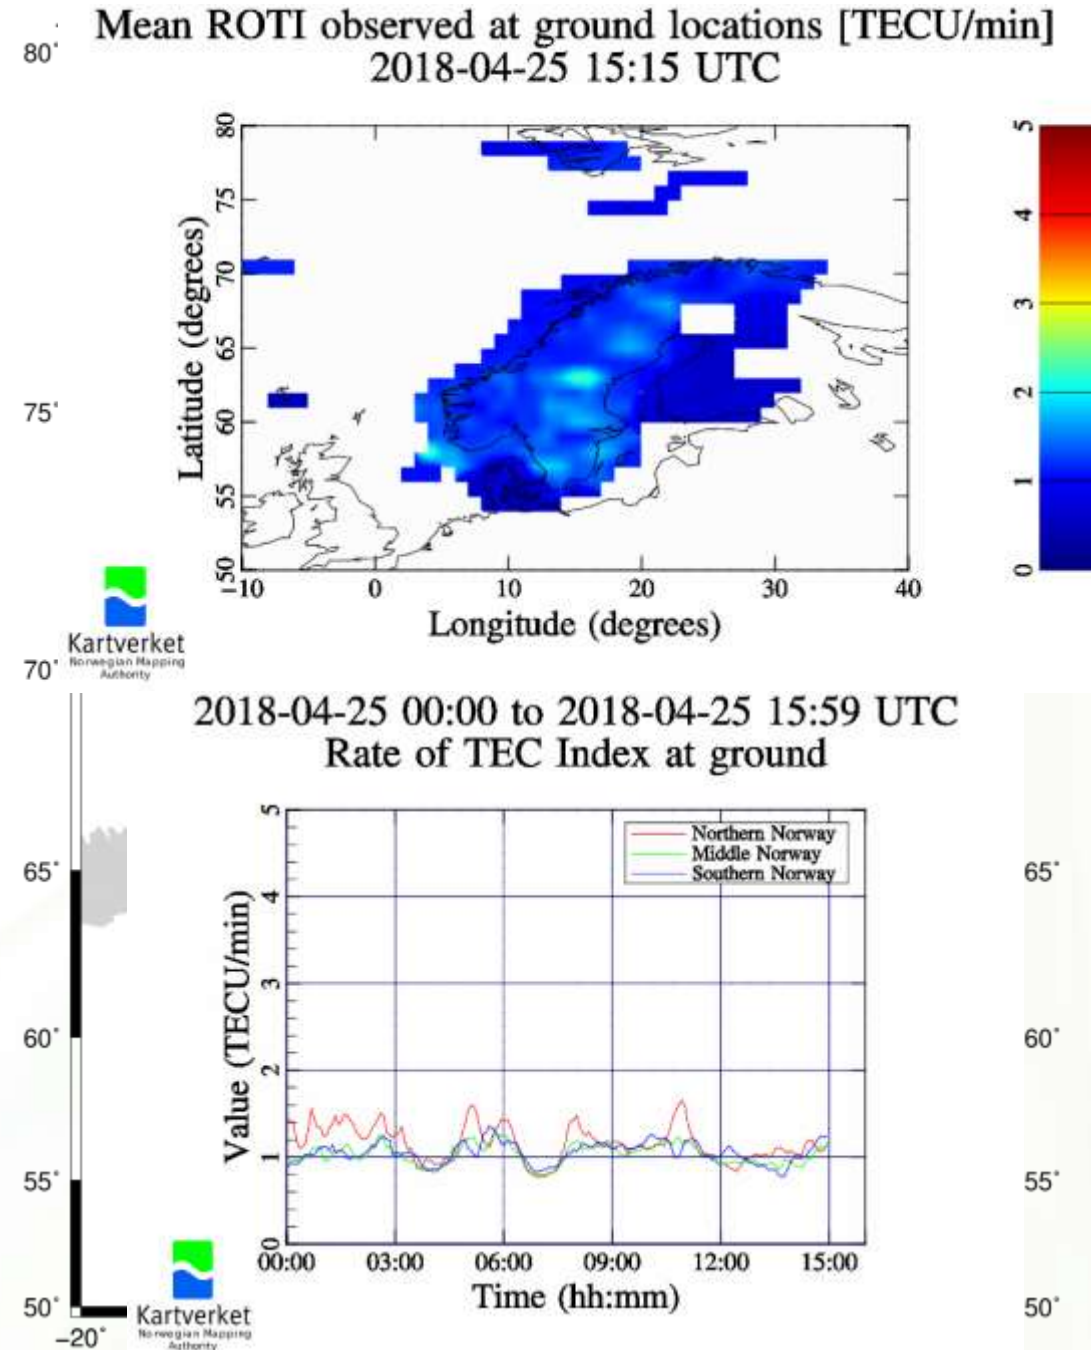 Mean ROTI observed at ground locations [TECU/min]
2018-04-25 15:15 UTC
80°
75°
70°
80
75
70
65
60
55
50
Latitude (degrees)
-10
0
10
20
30
40
Longitude (degrees)
5
4
3
2
1
0
Kartverket
Norwegian Mapping
Authority
2018-04-25 00:00 to 2018-04-25 15:59 UTC
Rate of TEC Index at ground
Northern Norway
Middle Norway
Southern Norway
5
4
3
2
1
0
Value (TECU/min)
00:00
03:00
06:00
09:00
12:00
15:00
Time (hh:mm)
65°
60°
55°
50°
−20°
65°
60°
55°
50°
Kartverket
Norwegian Mapping
Authority